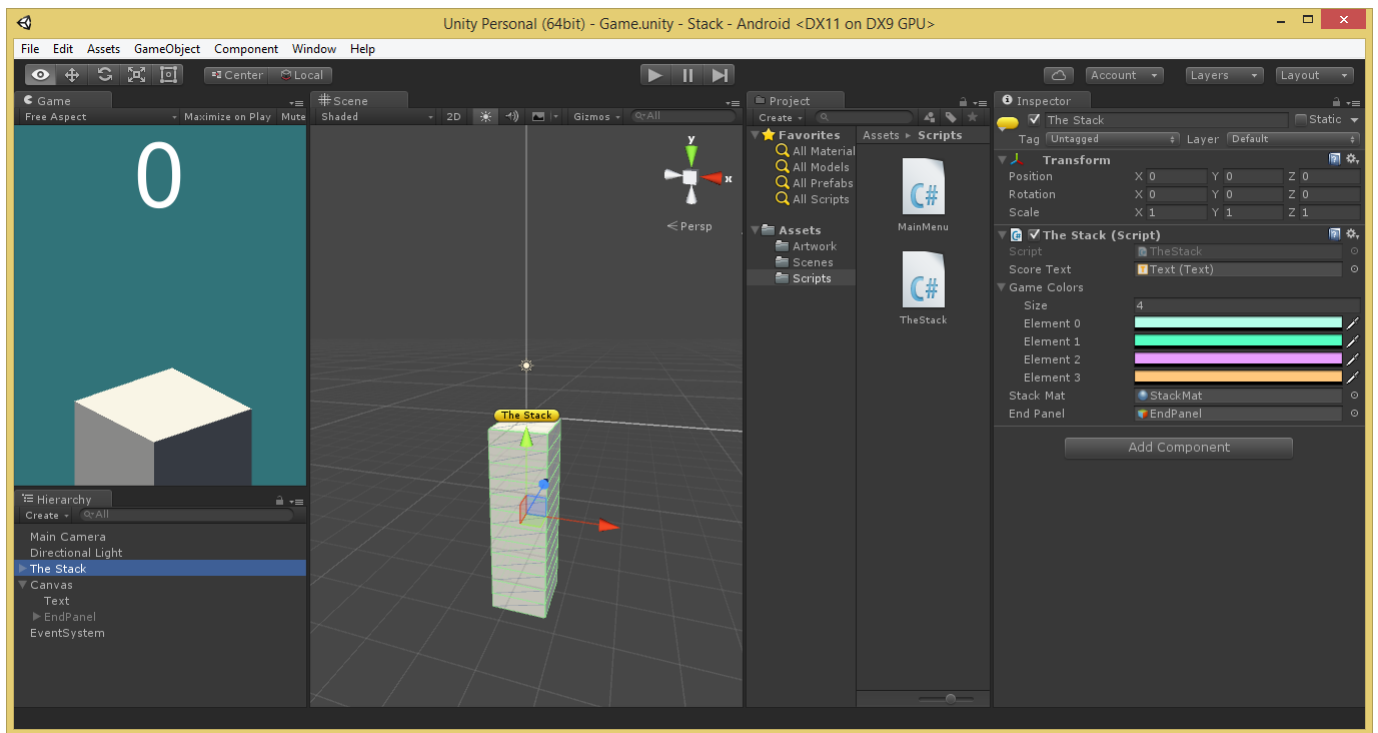 Unity Personal (64bit) - Game.unity - Stack - Android <DX11 on DX9 GPU>
File Edit Assets GameObject Component Window Help
Center Local
Account Layers Layout
Game
Free Aspect Maximize on Play Mute
0
Hierarchy
Create All
Main Camera
Directional Light
The Stack
Canvas
Text
EndPanel
EventSystem
Scene
Shaded 2D Gizmos All
y
x
Persp
The Stack
Project
Create
Favorites
All Material
All Models
All Prefabs
All Scripts
Assets
Artwork
Scenes
Scripts
Assets Scripts
C#
MainMenu
C#
TheStack
Inspector
The Stack Static
Tag Untagged Layer Default
Transform
Position X 0 Y 0 Z 0
Rotation X 0 Y 0 Z 0
Scale X 1 Y 1 Z 1
The Stack (Script)
Script TheStack
Score Text Text (Text)
Game Colors
Size 4
Element 0
Element 1
Element 2
Element 3
Stack Mat StackMat
End Panel EndPanel
Add Component